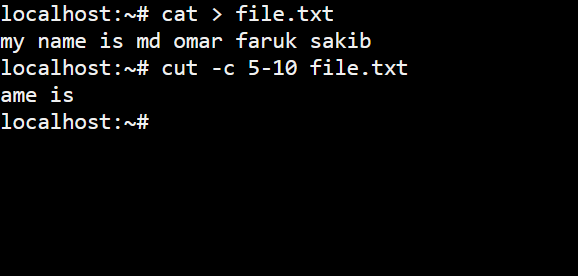 localhost:~# cat > file.txt
my name is md omar faruk sakib
localhost:~# cut -c 5-10 file.txt
ame is
localhost:~#